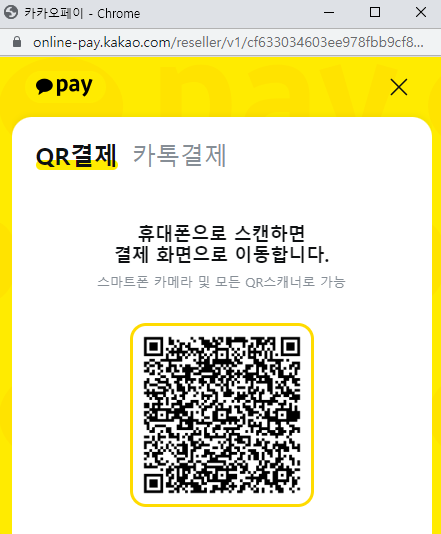 카카오페이 - Chrome
online-pay.kakao.com/reseller/v1/cf633034603ee978fbb9cf8...
pay
QR결제 카톡결제
휴대폰으로 스캔하면
결제 화면으로 이동합니다.
스마트폰 카메라 및 모든 QR스캐너로 가능